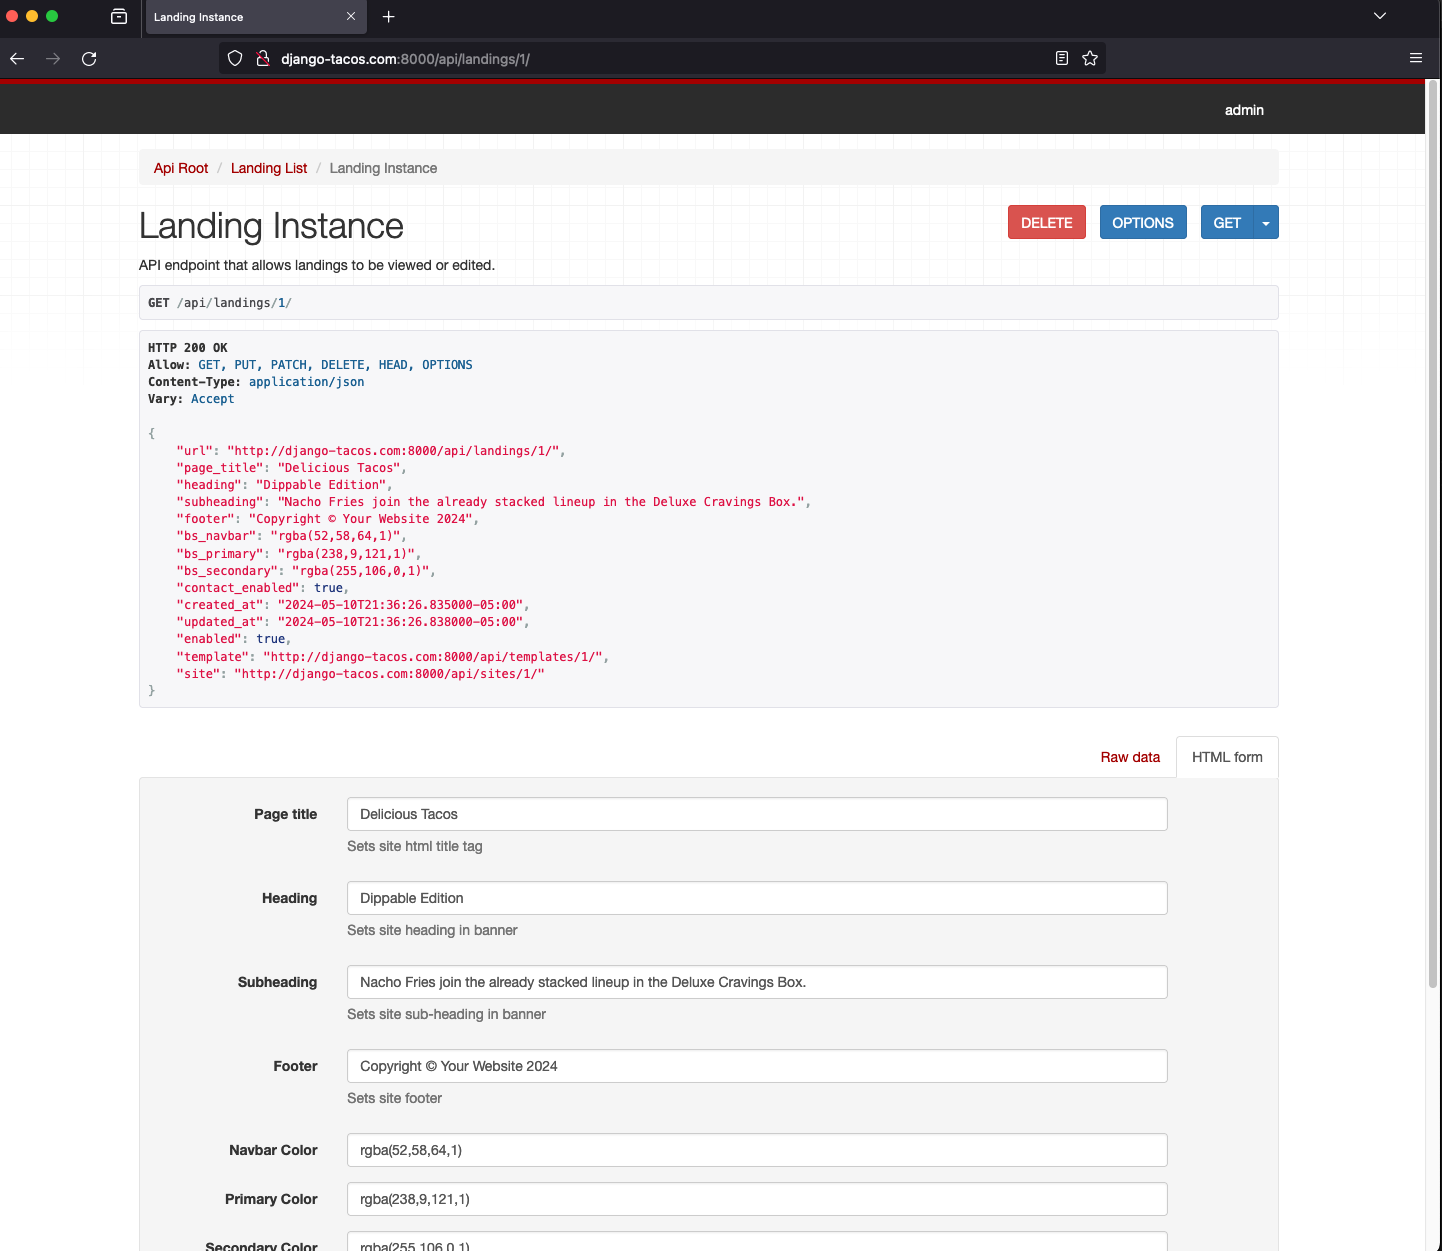 Landing Instance
django-tacos.com:8000/api/landings/1/
admin
Api Root / Landing List / Landing Instance
Landing Instance
DELETE OPTIONS GET
API endpoint that allows landings to be viewed or edited.
GET /api/landings/1/
HTTP 200 OK
Allow: GET, PUT, PATCH, DELETE, HEAD, OPTIONS
Content-Type: application/json
Vary: Accept
{
"url": "http://django-tacos.com:8000/api/landings/1/",
"page_title": "Delicious Tacos",
"heading": "Dippable Edition",
"subheading": "Nacho Fries join the already stacked lineup in the Deluxe Cravings Box.",
"footer": "Copyright © Your Website 2024",
"bs_navbar": "rgba(52,58,64,1)",
"bs_primary": "rgba(238,9,121,1)",
"bs_secondary": "rgba(255,106,0,1)",
"contact_enabled": true,
"created_at": "2024-05-10T21:36:26.835000-05:00",
"updated_at": "2024-05-10T21:36:26.838000-05:00",
"enabled": true,
"template": "http://django-tacos.com:8000/api/templates/1/",
"site": "http://django-tacos.com:8000/api/sites/1/"
}
Raw data HTML form
Page title Delicious Tacos
Sets site html title tag
Heading Dippable Edition
Sets site heading in banner
Subheading Nacho Fries join the already stacked lineup in the Deluxe Cravings Box.
Sets site sub-heading in banner
Footer Copyright © Your Website 2024
Sets site footer
Navbar Color rgba(52,58,64,1)
Primary Color rgba(238,9,121,1)
Secondary Color rgba(255,106,0,1)